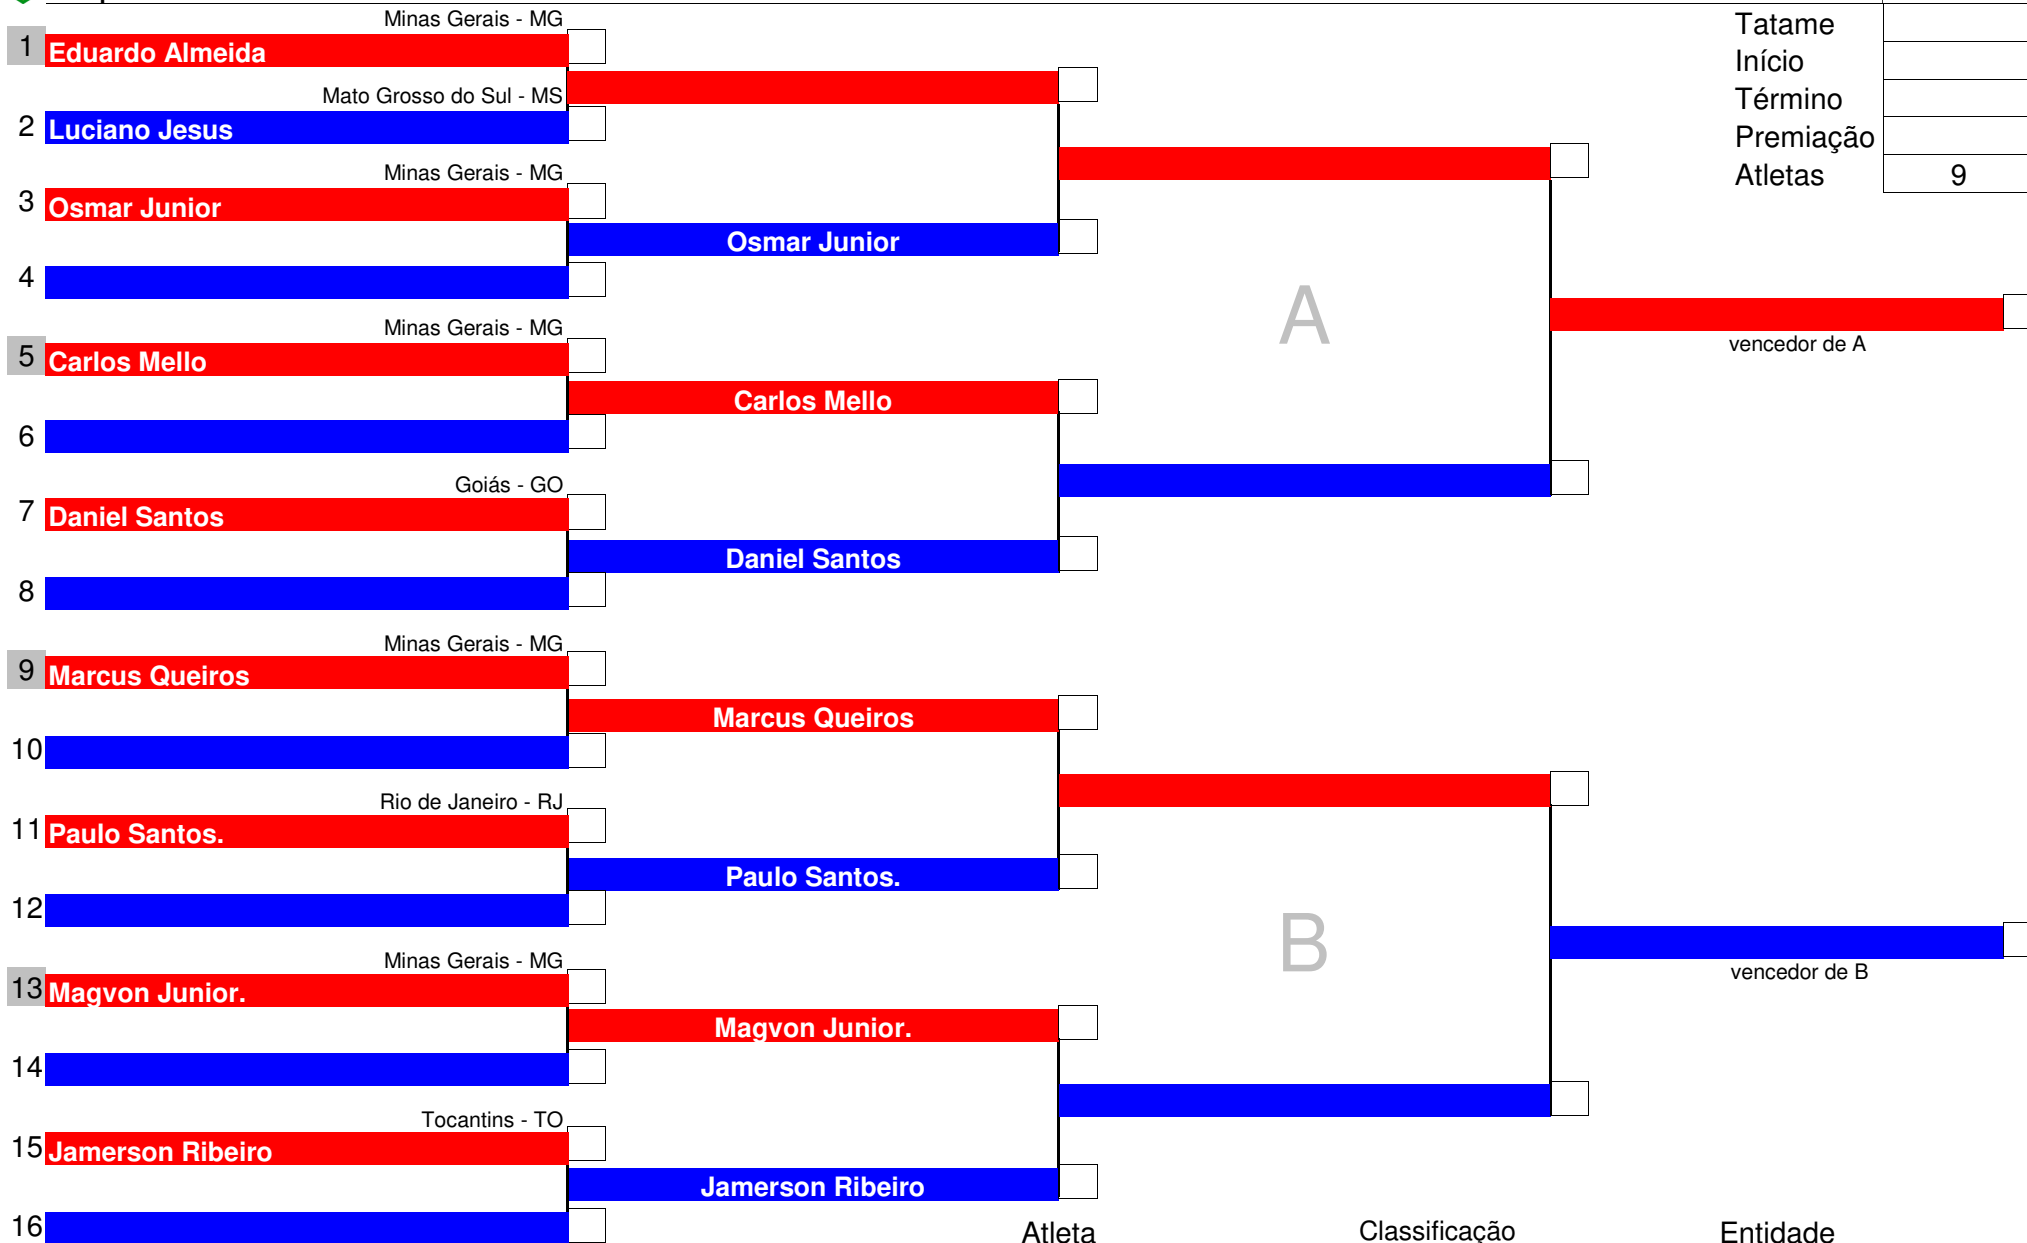 Minas Gerais - MG
1 Eduardo Almeida
Mato Grosso do Sul - MS
2 Luciano Jesus
Minas Gerais - MG
3 Osmar Junior
Osmar Junior
4
Minas Gerais - MG
5 Carlos Mello
Carlos Mello
6
Goiás - GO
7 Daniel Santos
Daniel Santos
8
Minas Gerais - MG
9 Marcus Queiros
Marcus Queiros
10
Rio de Janeiro - RJ
11 Paulo Santos.
Paulo Santos.
12
Minas Gerais - MG
13 Magvon Junior.
Magvon Junior.
14
Tocantins - TO
15 Jamerson Ribeiro
Jamerson Ribeiro
16
A
B
vencedor de A
vencedor de B
Tatame
Início
Término
Premiação
Atletas 9
Atleta Classificação Entidade